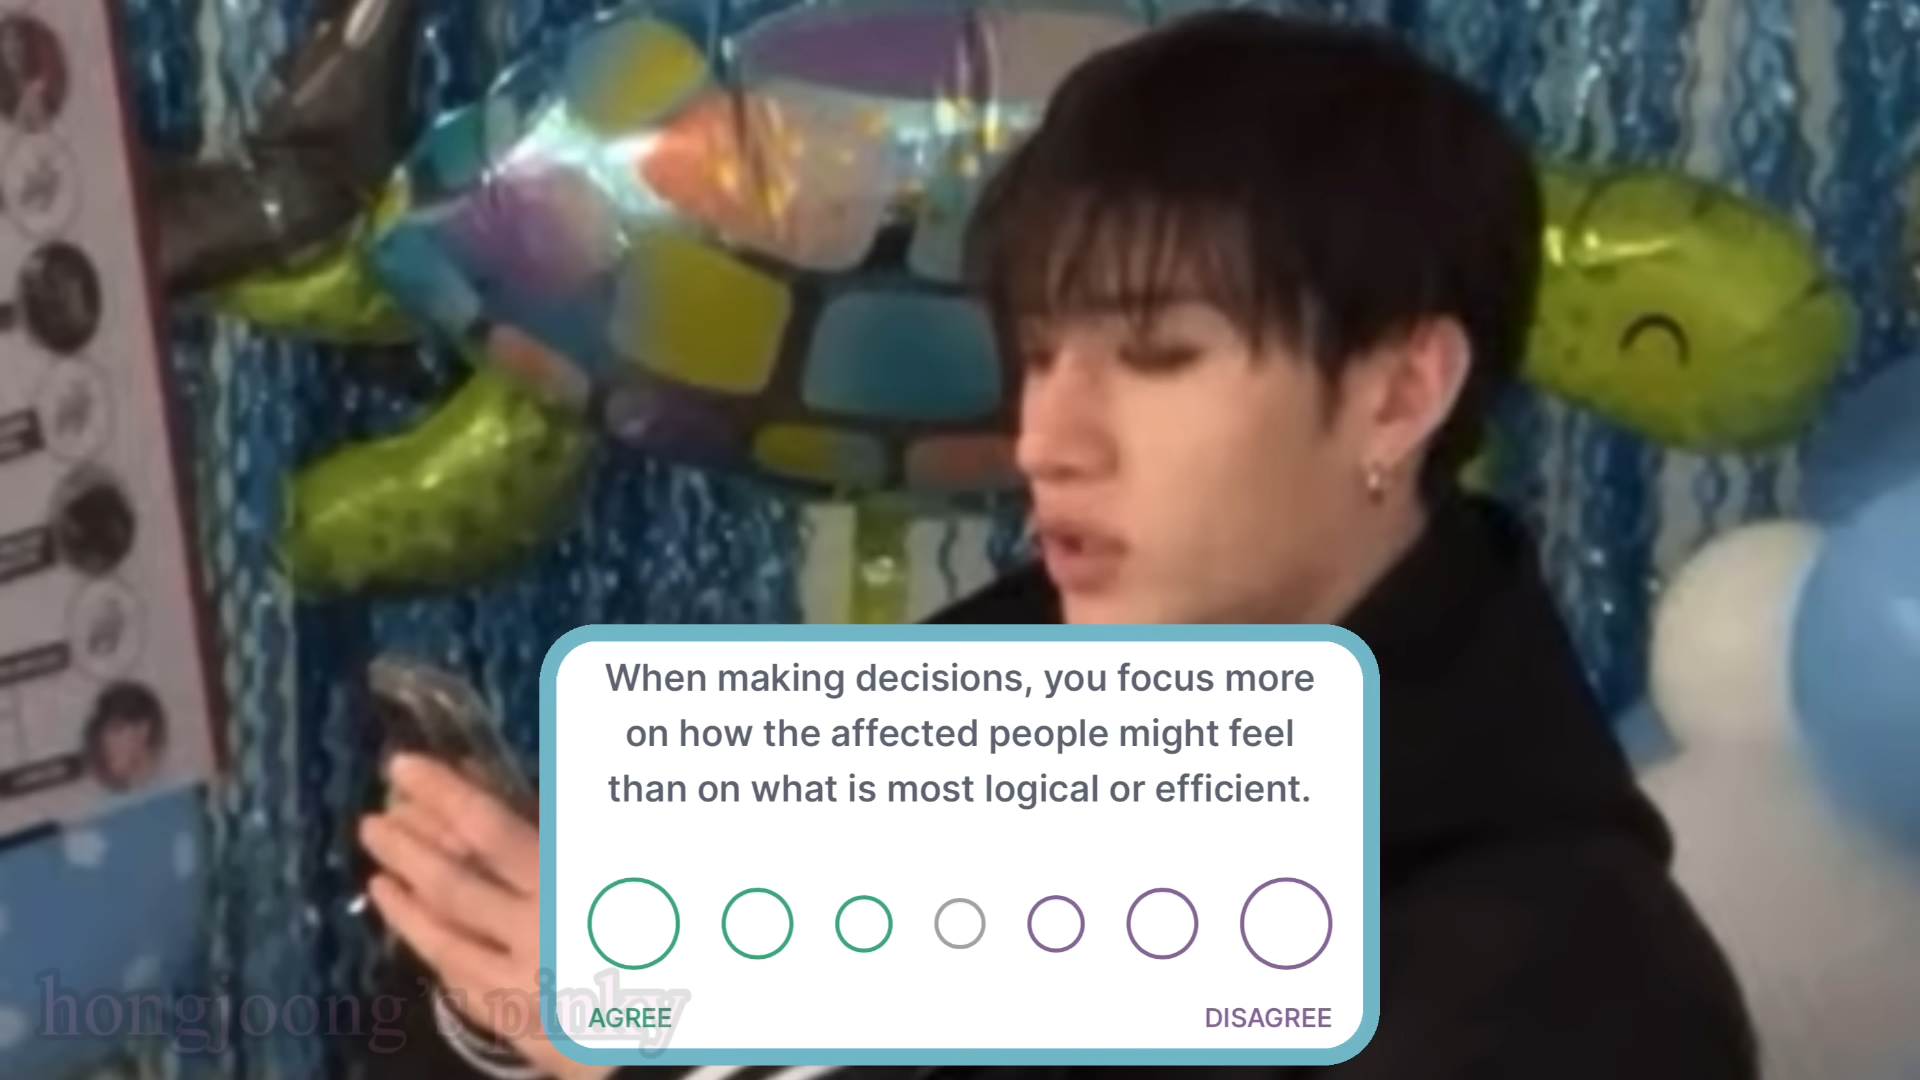 When making decisions, you focus more
on how the affected people might feel
than on what is most logical or efficient.
AGREE
DISAGREE
hongjoong's pinky